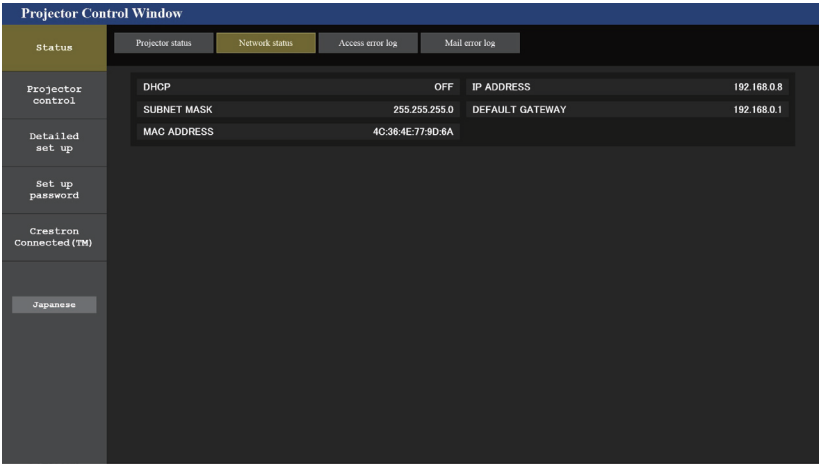 Projector Control Window
Status
Projector status
Network status
Access error log
Mail error log
Projector
control
Detailed
set up
Set up
password
Crestron
Connected(TM)
Japanese
DHCP OFF IP ADDRESS 192.168.0.8
SUBNET MASK 255.255.255.0 DEFAULT GATEWAY 192.168.0.1
MAC ADDRESS 4C:36:4E:77:9D:6A